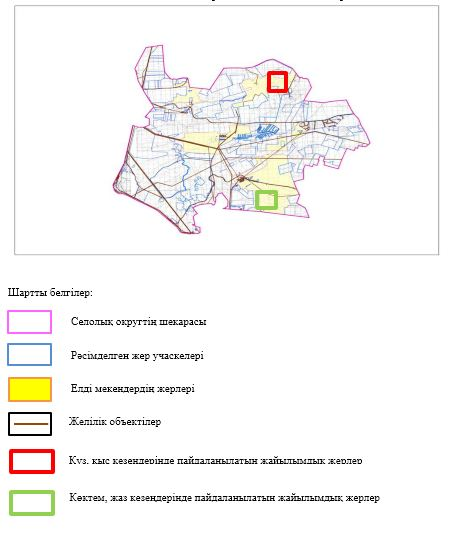 Шартты белгілер:
Селолық округтің шекарасы
Рәсімделген жер учаскелері
Елді мекендердің жерлері
Желілік объектілер
Күз, қыс кезеңдерінде пайдаланылатын жайылымдық жерлер
Көктем, жаз кезеңдерінде пайдаланылатын жайылымдық жерлер